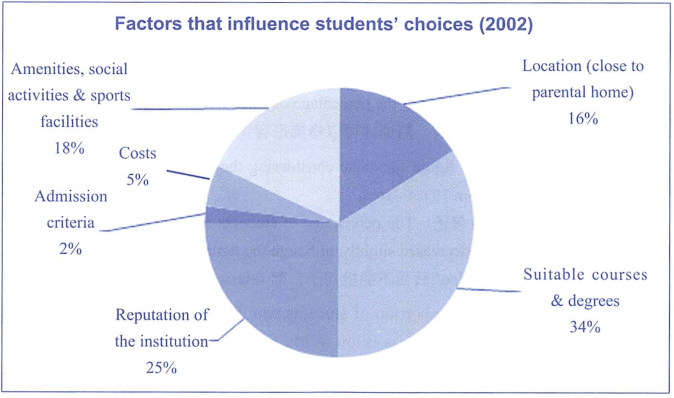 Factors that influence students' choices (2002)
Amenities, social
activities & sports
facilities
18%
Location (close to
parental home)
16%
Costs
5%
Admission
criteria
2%
Suitable courses
& degrees
34%
Reputation of
the institution
25%